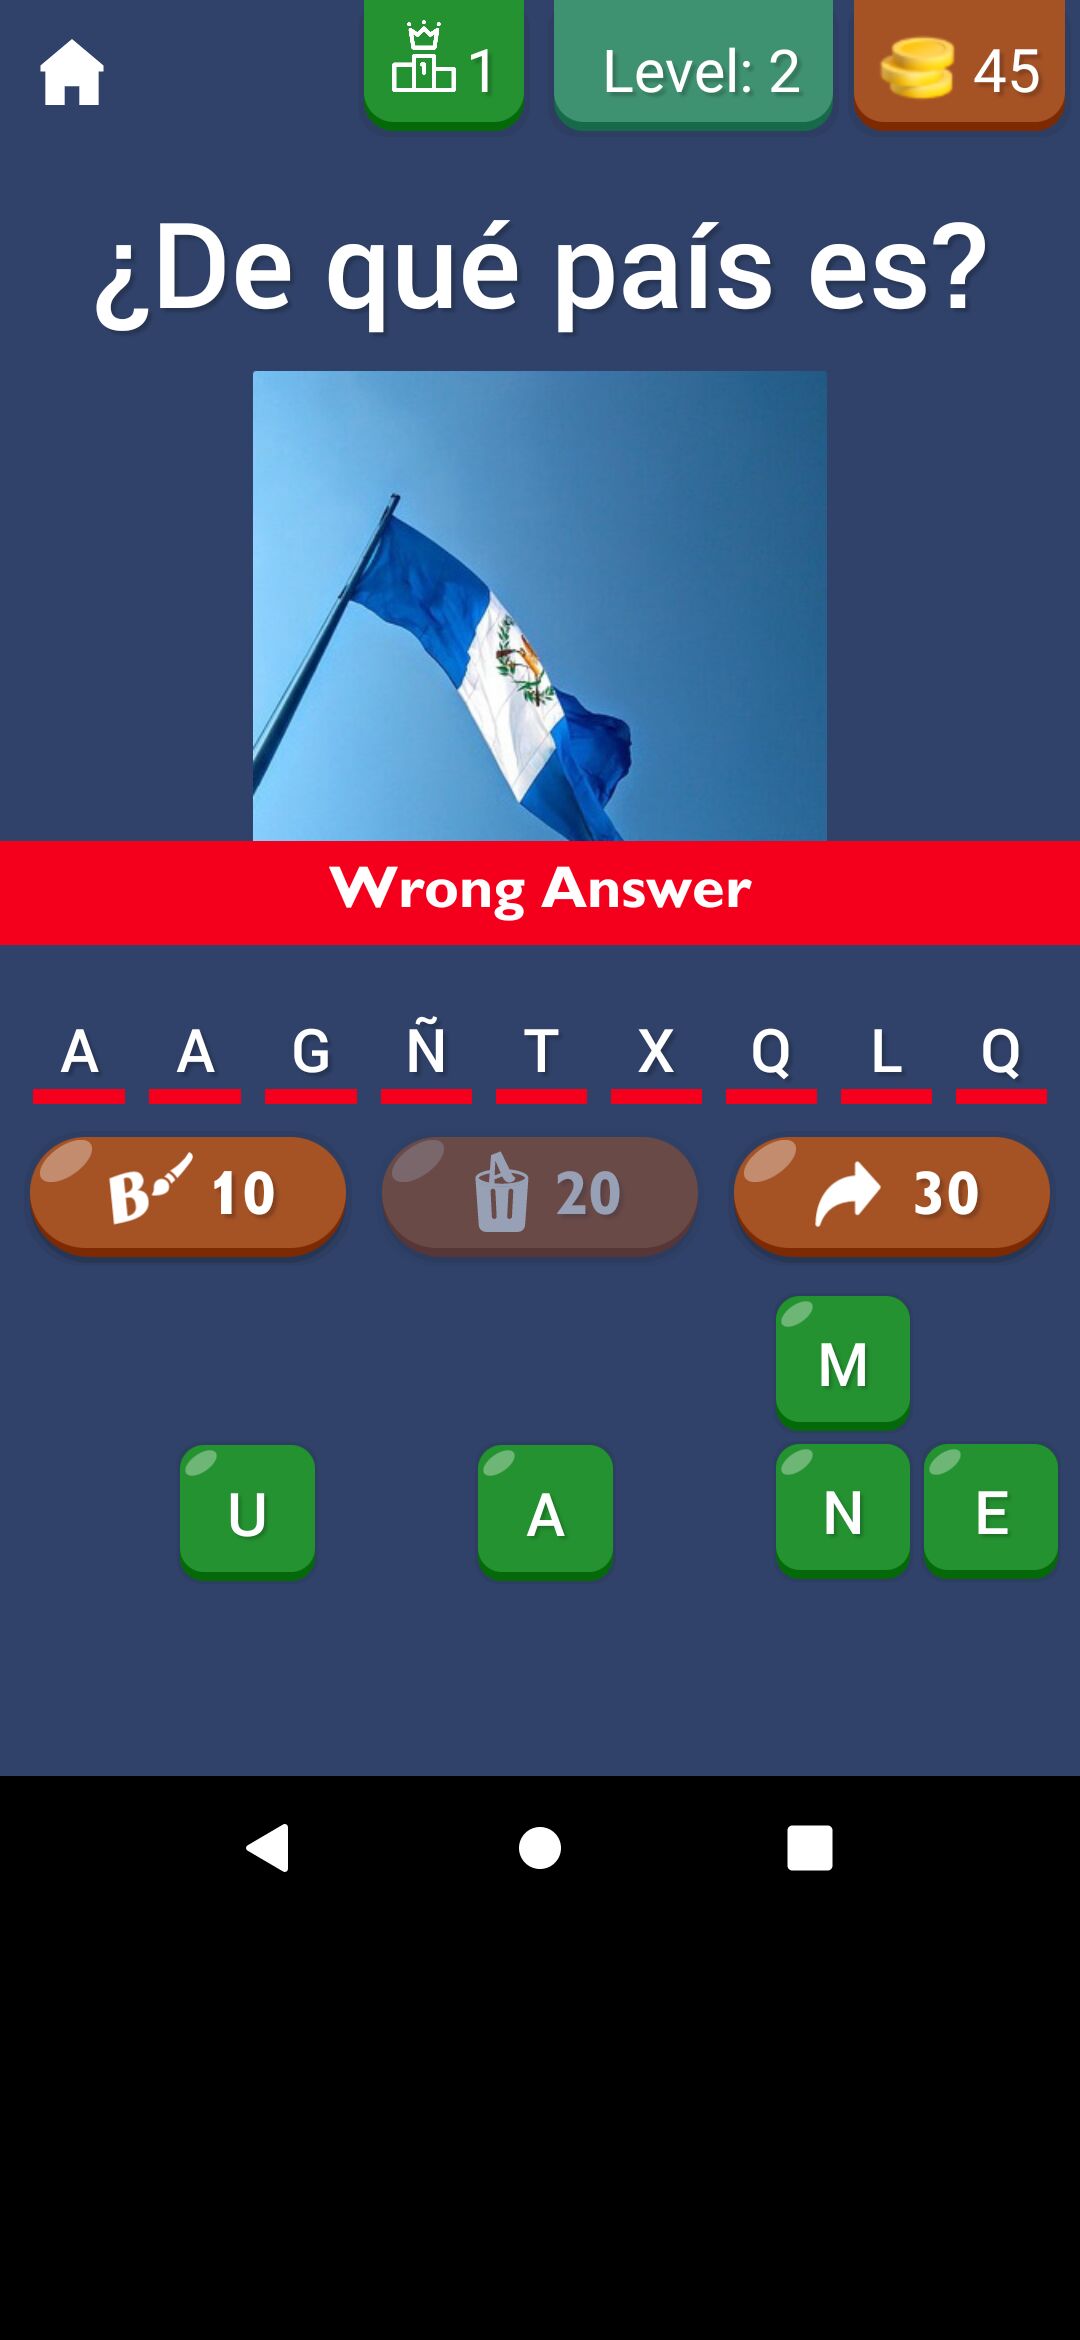 1 Level: 2 45
¿De qué país es?
Wrong Answer
A A G Ñ T X Q L Q
B 10 20 30
M
U A N E